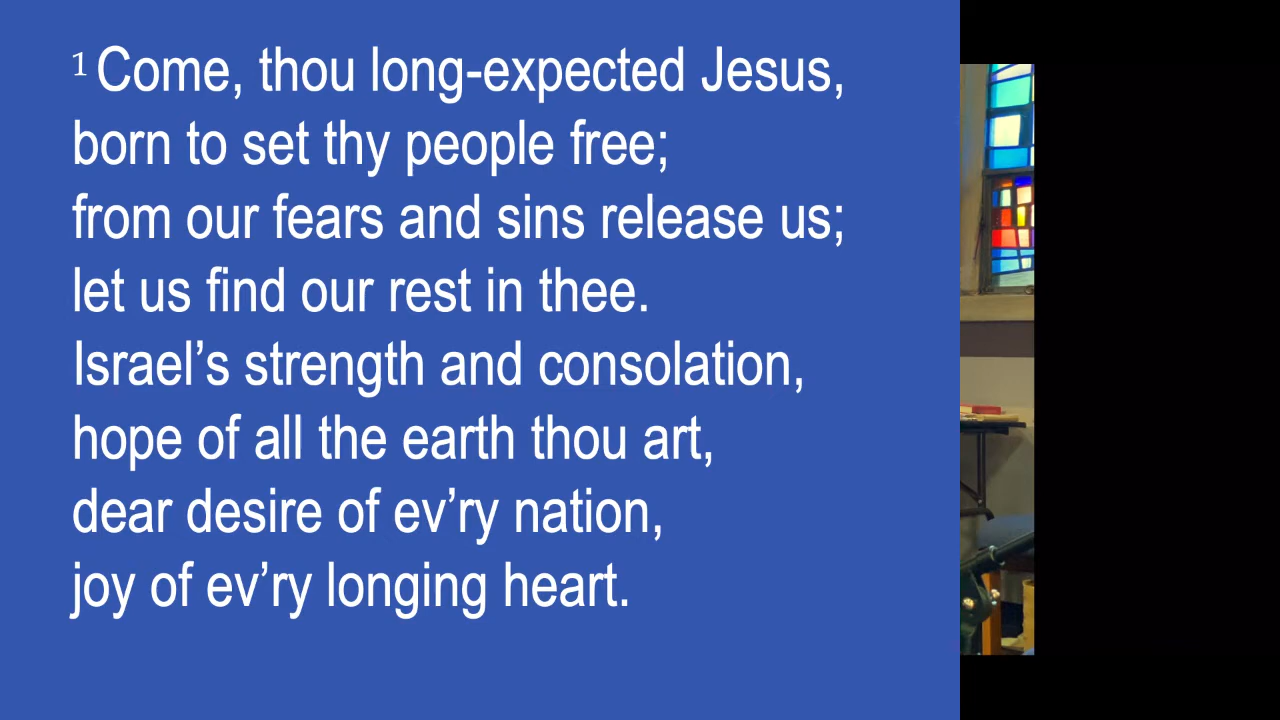 1 Come, thou long-expected Jesus,
born to set thy people free;
from our fears and sins release us;
let us find our rest in thee.
Israel’s strength and consolation,
hope of all the earth thou art,
dear desire of ev’ry nation,
joy of ev’ry longing heart.